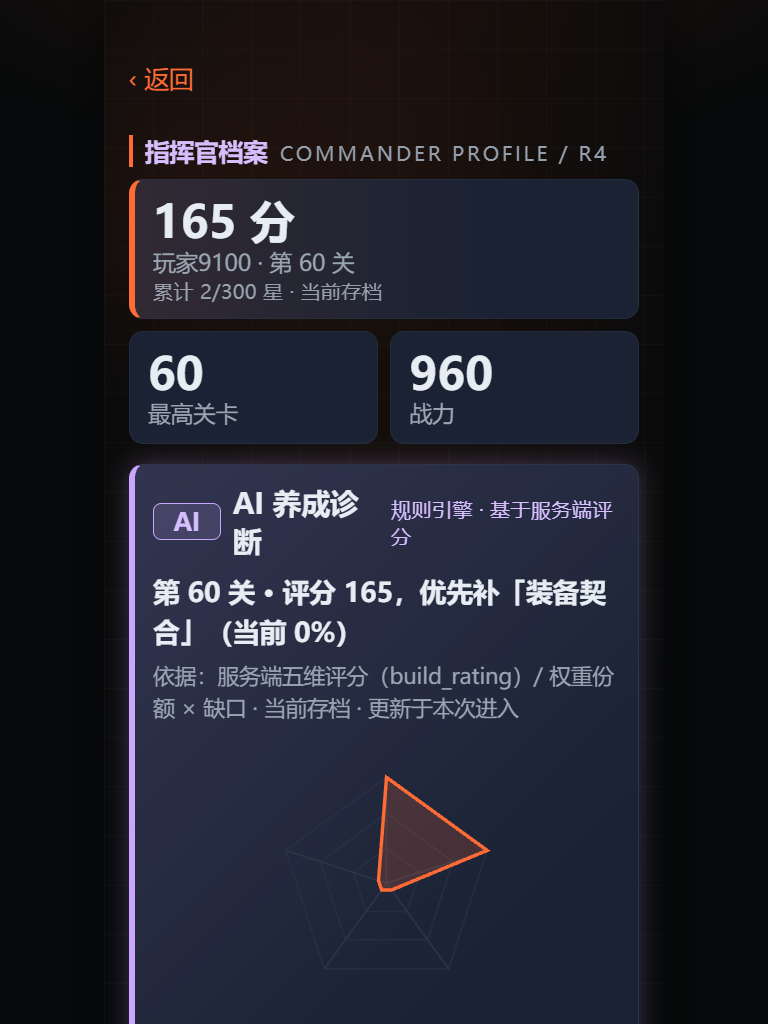 ‹ 返回
指挥官档案 COMMANDER PROFILE / R4
165 分
玩家9100 · 第 60 关
累计 2/300 星 · 当前存档
60
最高关卡
960
战力
AI
AI 养成诊
断
规则引擎 · 基于服务端评
分
第 60 关 • 评分 165，优先补「装备契
合」（当前 0%）
依据：服务端五维评分（build_rating）/ 权重份
额 × 缺口 · 当前存档 · 更新于本次进入